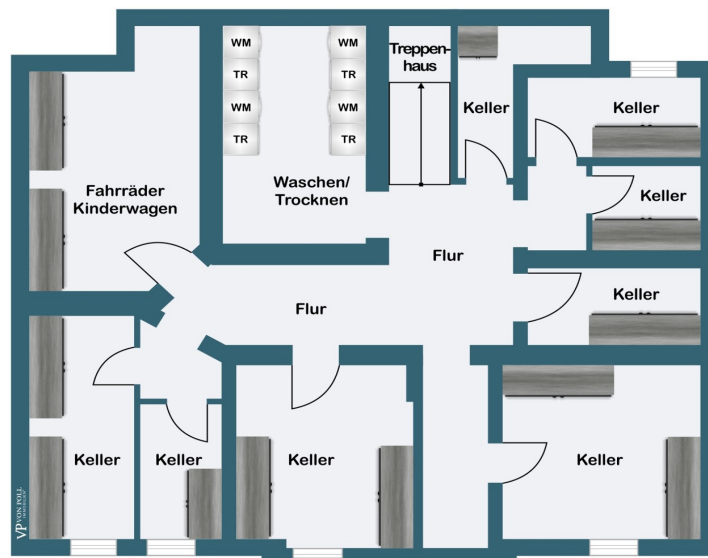 WM
TR
WM
TR
WM
TR
WM
TR
Treppen-
haus
Keller
Keller
Fahrräder
Kinderwagen
Waschen/
Trocknen
Keller
Flur
Keller
Flur
Keller
Keller
Keller
Keller
VP VON POLL
IMMOBILIEN